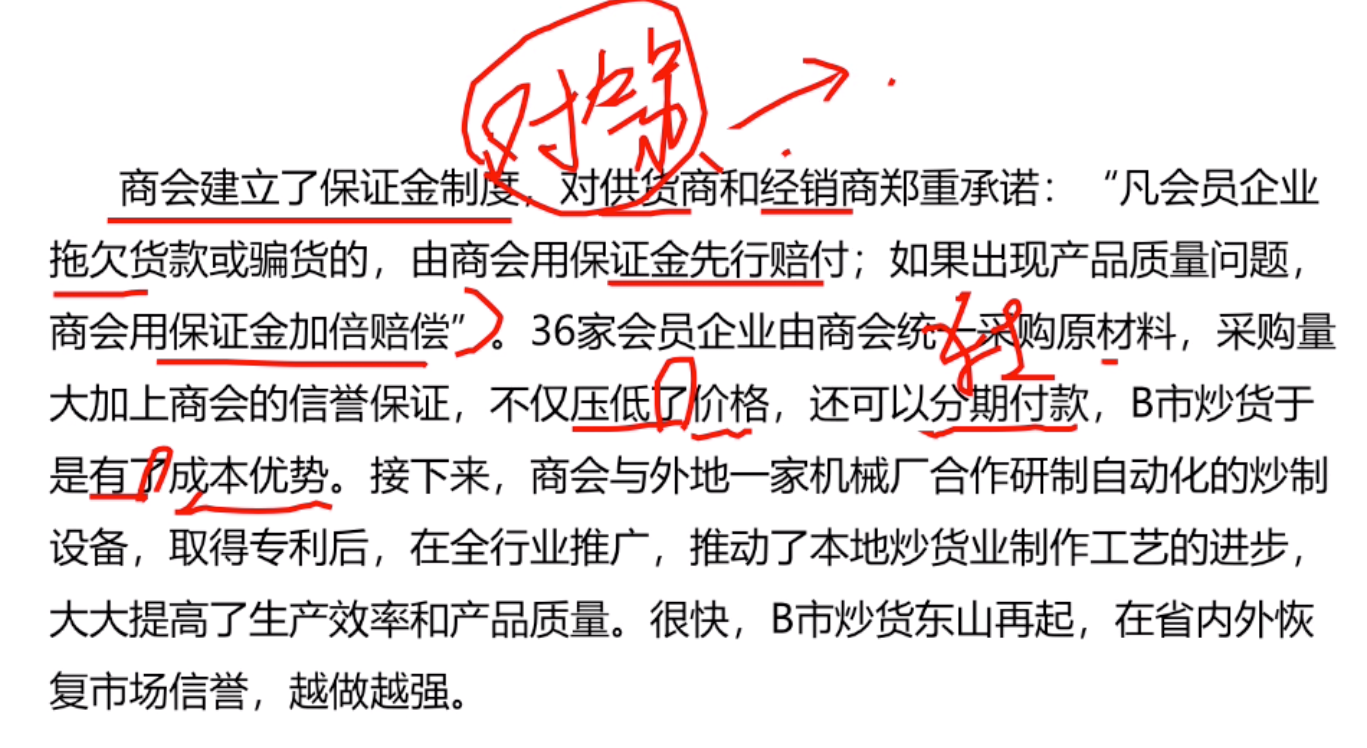 对策
商会建立了保证金制度，对供货商和经销商郑重承诺：“凡会员企业
拖欠货款或骗货的，由商会用保证金先行赔付；如果出现产品质量问题，
商会用保证金加倍赔偿”。36家会员企业由商会统一采购原材料，采购量
大加上商会的信誉保证，不仅压低了价格，还可以分期付款，B市炒货于
是有了成本优势。接下来，商会与外地一家机械厂合作研制自动化的炒制
设备，取得专利后，在全行业推广，推动了本地炒货业制作工艺的进步，
大大提高了生产效率和产品质量。很快，B市炒货东山再起，在省内外恢
复市场信誉，越做越强。